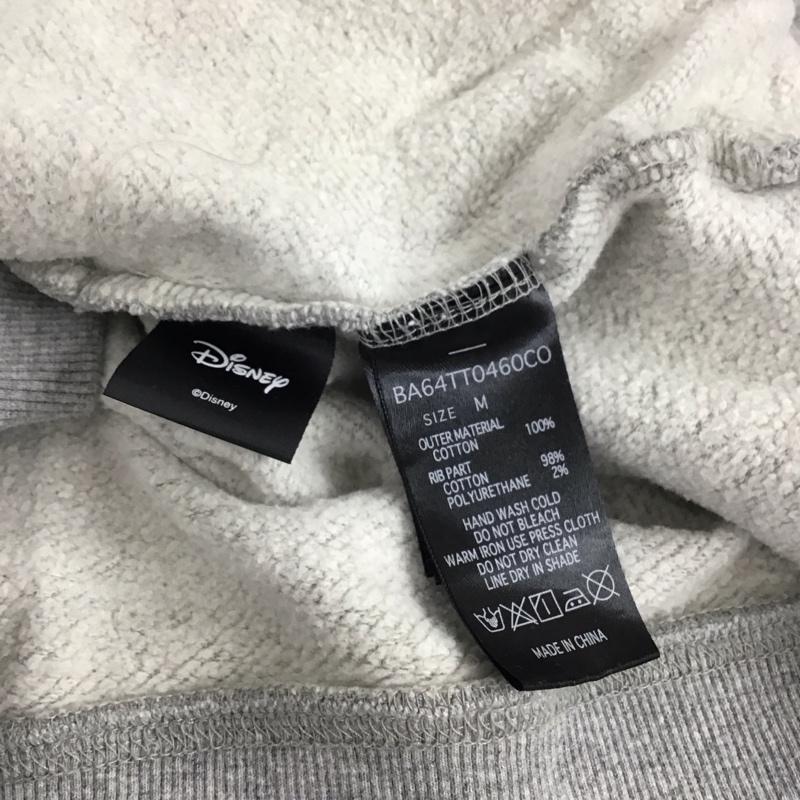 Disney
©Disney
BA64TT0460CO
SIZE M
OUTER MATERIAL
COTTON 100%
RIB PART
COTTON 98%
POLYURETHANE 2%
HAND WASH COLD
DO NOT BLEACH
WARM IRON USE PRESS CLOTH
DO NOT DRY CLEAN
LINE DRY IN SHADE
MADE IN CHINA